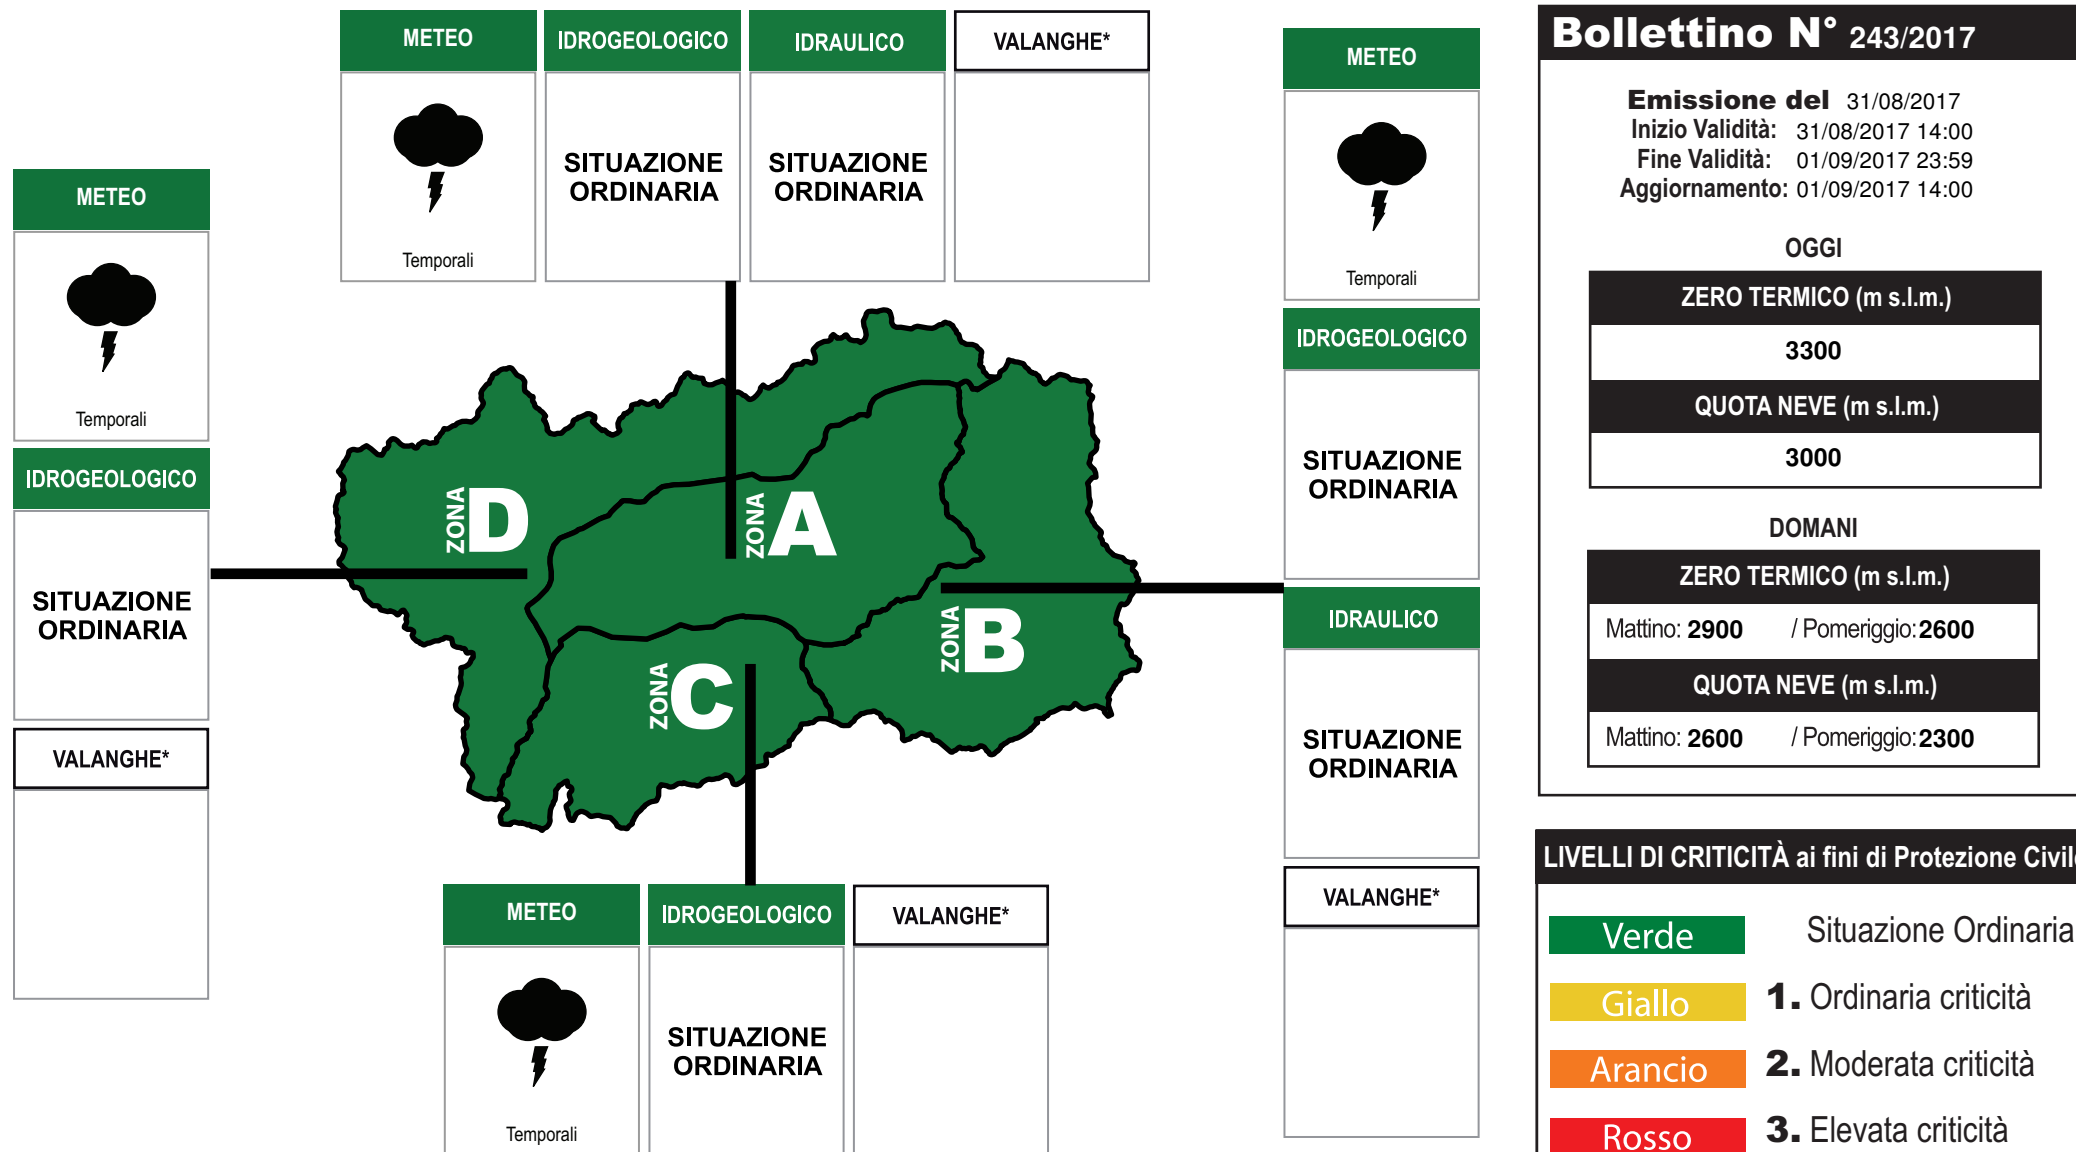 METEO
IDROGEOLOGICO
IDRAULICO
VALANGHE*
Temporali
SITUAZIONE
ORDINARIA
SITUAZIONE
ORDINARIA
METEO
Temporali
IDROGEOLOGICO
SITUAZIONE
ORDINARIA
VALANGHE*
METEO
Temporali
IDROGEOLOGICO
SITUAZIONE
ORDINARIA
IDRAULICO
SITUAZIONE
ORDINARIA
VALANGHE*
ZONA D
ZONA A
ZONA B
ZONA C
METEO
IDROGEOLOGICO
VALANGHE*
Temporali
SITUAZIONE
ORDINARIA
Bollettino N° 243/2017
Emissione del 31/08/2017
Inizio Validità: 31/08/2017 14:00
Fine Validità: 01/09/2017 23:59
Aggiornamento: 01/09/2017 14:00
OGGI
ZERO TERMICO (m s.l.m.)
3300
QUOTA NEVE (m s.l.m.)
3000
DOMANI
ZERO TERMICO (m s.l.m.)
Mattino: 2900 / Pomeriggio: 2600
QUOTA NEVE (m s.l.m.)
Mattino: 2600 / Pomeriggio: 2300
LIVELLI DI CRITICITÀ ai fini di Protezione Civile
Verde Situazione Ordinaria
Giallo 1. Ordinaria criticità
Arancio 2. Moderata criticità
Rosso 3. Elevata criticità